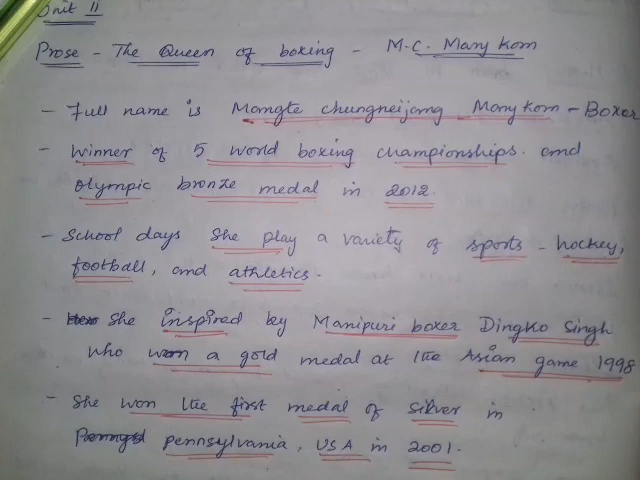 Unit II
Prose - The Queen of boxing - M.C. Mary Kom
- Full name is Mangte chungneijang Mary kom - Boxer
- Winner of 5 world boxing championships. and
olympic bronze medal in 2012.
- School days She play a variety of sports - hockey,
football, and athletics.
- She inspired by Manipuri boxer Dingko Singh
who won a gold medal at the Asian game 1998
- She won the first medal of silver in
pennsylvania, USA in 2001.